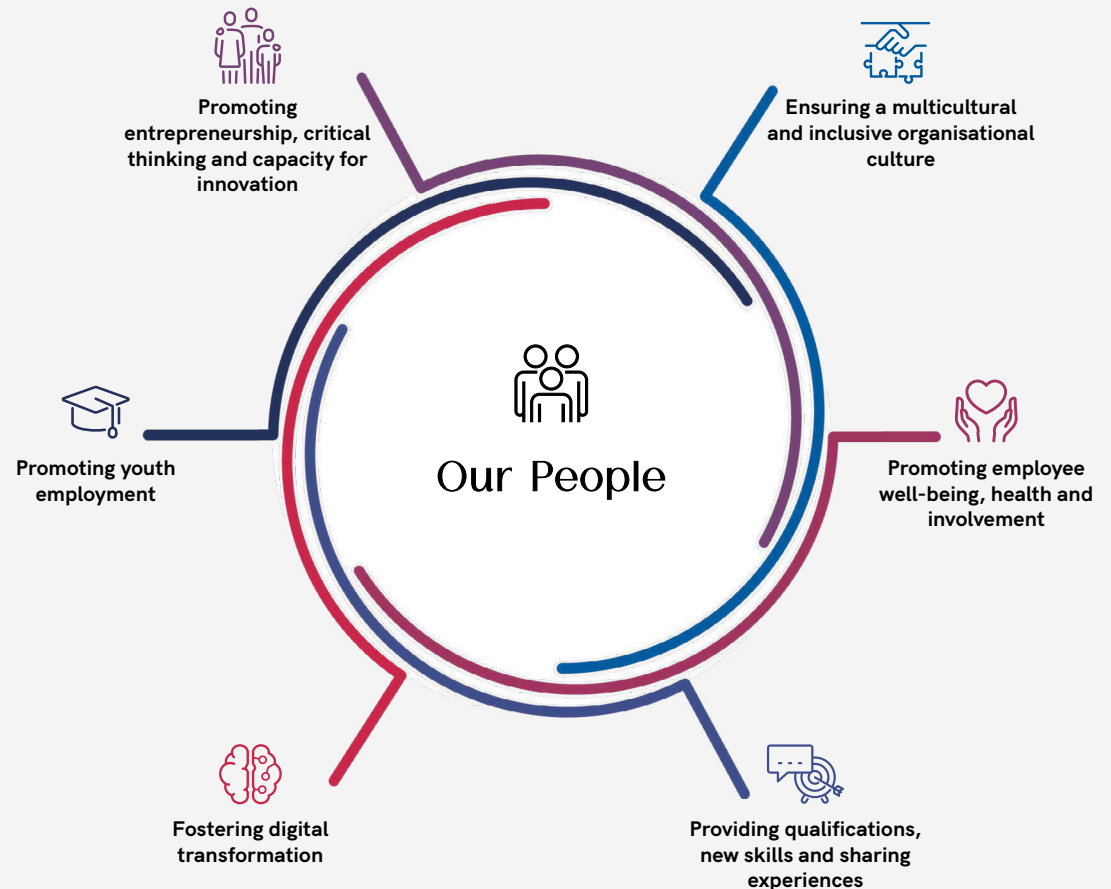 Promoting
entrepreneurship, critical
thinking and capacity for
innovation
Ensuring a multicultural
and inclusive organisational
culture
Promoting youth
employment
Our People
Promoting employee
well-being, health and
involvement
Fostering digital
transformation
Providing qualifications,
new skills and sharing
experiences